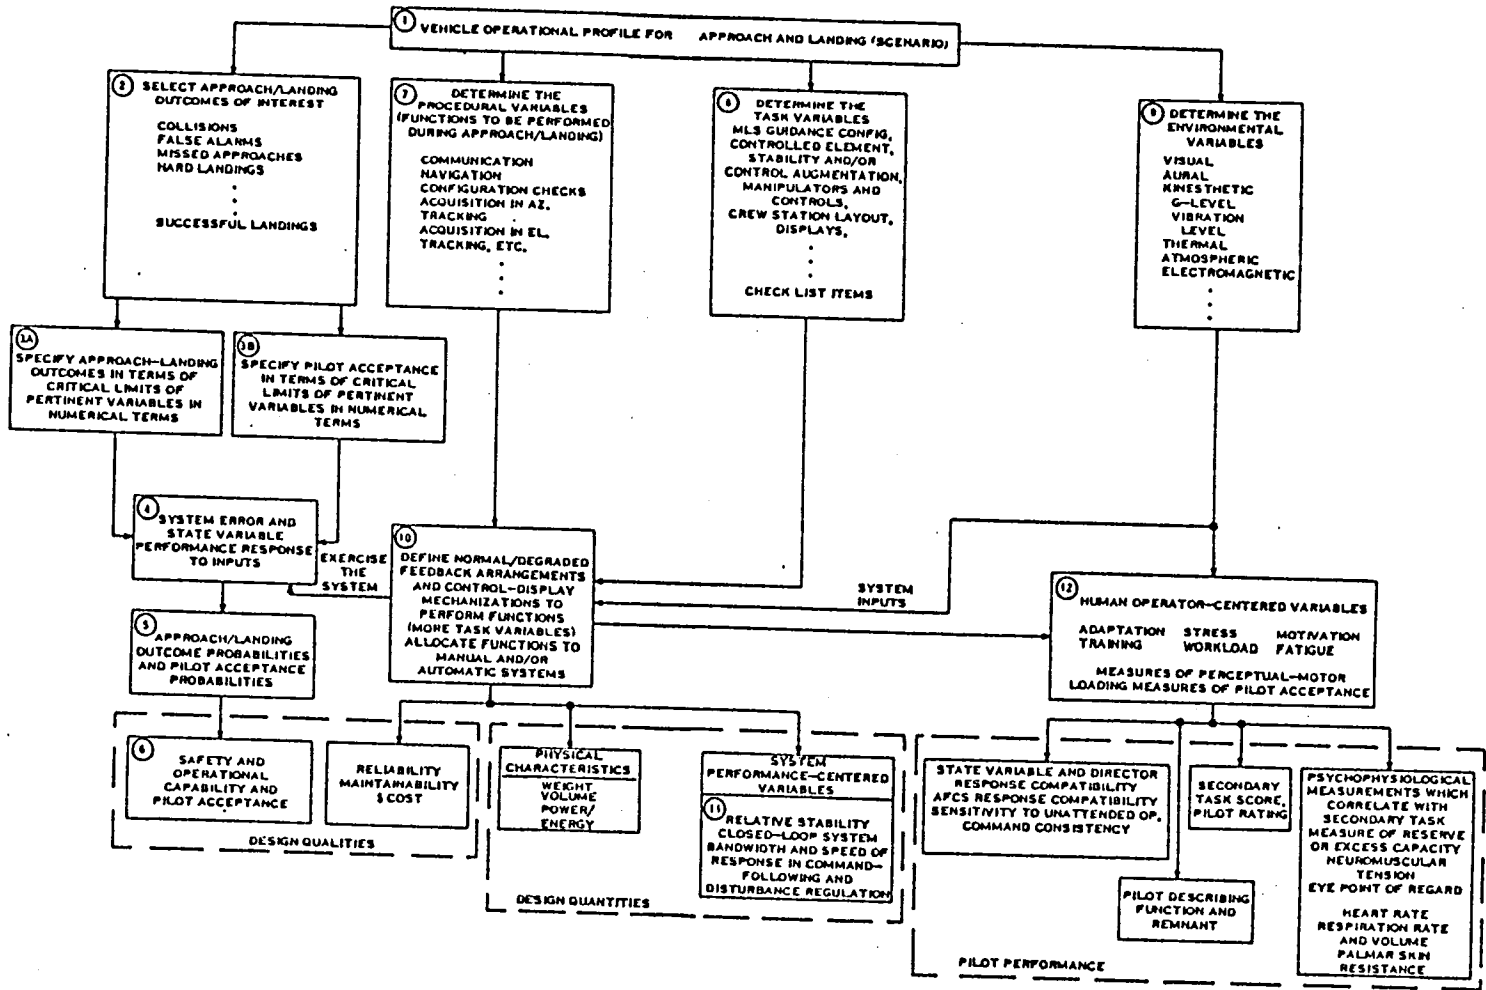 1 VEHICLE OPERATIONAL PROFILE FOR APPROACH AND LANDING (SCENARIO)
2 SELECT APPROACH/LANDING
OUTCOMES OF INTEREST
COLLISIONS
FALSE ALARMS
MISSED APPROACHES
HARD LANDINGS
SUCCESSFUL LANDINGS
7 DETERMINE THE
PROCEDURAL VARIABLES
(FUNCTIONS TO BE PERFORMED
DURING APPROACH/LANDING)
COMMUNICATION
NAVIGATION
CONFIGURATION CHECKS
ACQUISITION IN AZ,
TRACKING
ACQUISITION IN EL,
TRACKING, ETC.
8 DETERMINE THE
TASK VARIABLES
MLS GUIDANCE CONFIG,
CONTROLLED ELEMENT,
STABILITY AND/OR
CONTROL AUGMENTATION,
MANIPULATORS AND
CONTROLS,
CREW STATION LAYOUT,
DISPLAYS,
CHECK LIST ITEMS
9 DETERMINE THE
ENVIRONMENTAL
VARIABLES
VISUAL
AURAL
KINESTHETIC
G-LEVEL
VIBRATION
LEVEL
THERMAL
ATMOSPHERIC
ELECTROMAGNETIC
3A
SPECIFY APPROACH-LANDING
OUTCOMES IN TERMS OF
CRITICAL LIMITS OF
PERTINENT VARIABLES IN
NUMERICAL TERMS
3B
SPECIFY PILOT ACCEPTANCE
IN TERMS OF CRITICAL
LIMITS OF PERTINENT
VARIABLES IN NUMERICAL
TERMS
4
SYSTEM ERROR AND
STATE VARIABLE
PERFORMANCE RESPONSE
TO INPUTS
EXERCISE
THE
SYSTEM
10
DEFINE NORMAL/DEGRADED
FEEDBACK ARRANGEMENTS
AND CONTROL-DISPLAY
MECHANIZATIONS TO
PERFORM FUNCTIONS
(MORE TASK VARIABLES)
ALLOCATE FUNCTIONS TO
MANUAL AND/OR
AUTOMATIC SYSTEMS
SYSTEM
INPUTS
12
HUMAN OPERATOR-CENTERED VARIABLES
ADAPTATION STRESS MOTIVATION
TRAINING WORKLOAD FATIGUE
MEASURES OF PERCEPTUAL-MOTOR
LOADING MEASURES OF PILOT ACCEPTANCE
5
APPROACH/LANDING
OUTCOME PROBABILITIES
AND PILOT ACCEPTANCE
PROBABILITIES
6
SAFETY AND
OPERATIONAL
CAPABILITY AND
PILOT ACCEPTANCE
RELIABILITY
MAINTAINABILITY
$ COST
DESIGN QUALITIES
PHYSICAL
CHARACTERISTICS
WEIGHT
VOLUME
POWER/
ENERGY
SYSTEM
PERFORMANCE-CENTERED
VARIABLES
11
RELATIVE STABILITY
CLOSED-LOOP SYSTEM
BANDWIDTH AND SPEED OF
RESPONSE IN COMMAND-
FOLLOWING AND
DISTURBANCE REGULATION
DESIGN QUANTITIES
STATE VARIABLE AND DIRECTOR
RESPONSE COMPATIBILITY
AFCS RESPONSE COMPATIBILITY
SENSITIVITY TO UNATTENDED OP.
COMMAND CONSISTENCY
PILOT DESCRIBING
FUNCTION AND
REMNANT
SECONDARY
TASK SCORE,
PILOT RATING
PSYCHOPHYSIOLOGICAL
MEASUREMENTS WHICH
CORRELATE WITH
SECONDARY TASK
MEASURE OF RESERVE
OR EXCESS CAPACITY
NEUROMUSCULAR
TENSION
EYE POINT OF REGARD
HEART RATE
RESPIRATION RATE
AND VOLUME
PALMAR SKIN
RESISTANCE
PILOT PERFORMANCE